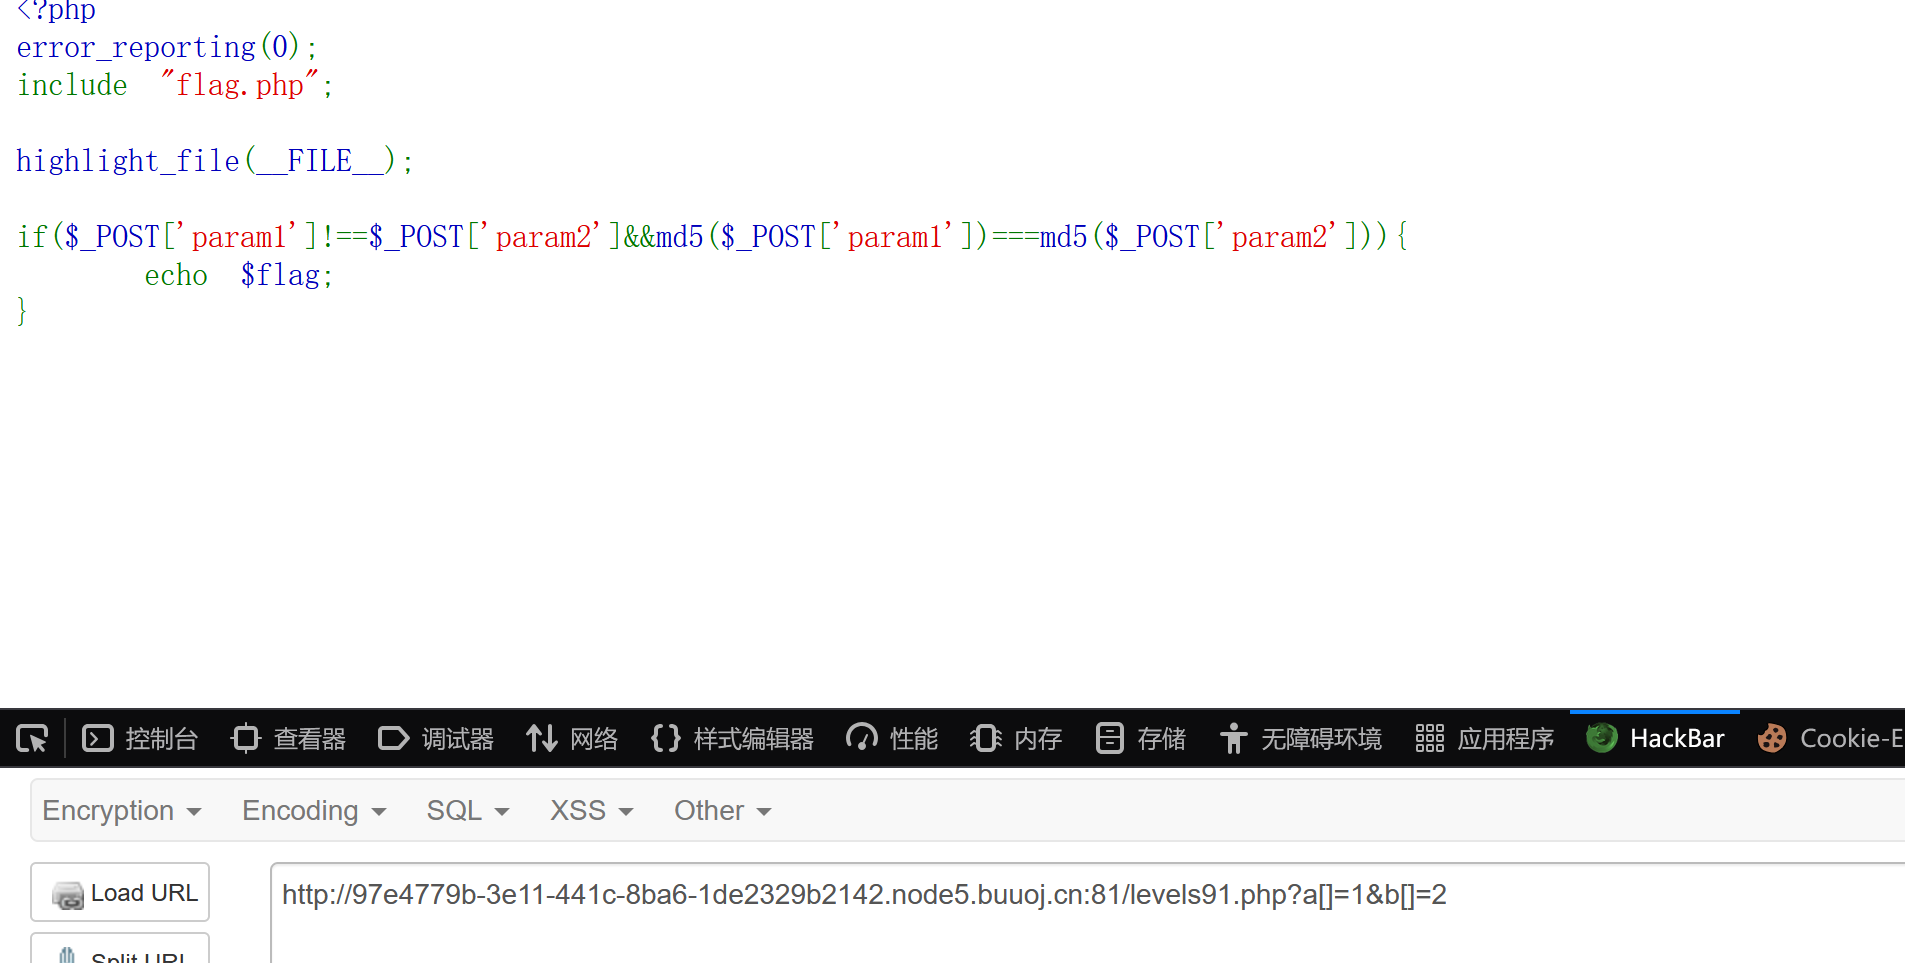 <?php
error_reporting(0);
include "flag.php";
highlight_file(__FILE__);
if($_POST['param1']!==$_POST['param2']&&md5($_POST['param1'])===md5($_POST['param2'])){
echo $flag;
}
控制台 查看器 调试器 网络 样式编辑器 性能 内存 存储 无障碍环境 应用程序 HackBar Cookie-E
Encryption Encoding SQL XSS Other
Load URL http://97e4779b-3e11-441c-8ba6-1de2329b2142.node5.buuoj.cn:81/levels91.php?a[]=1&b[]=2
Split URL